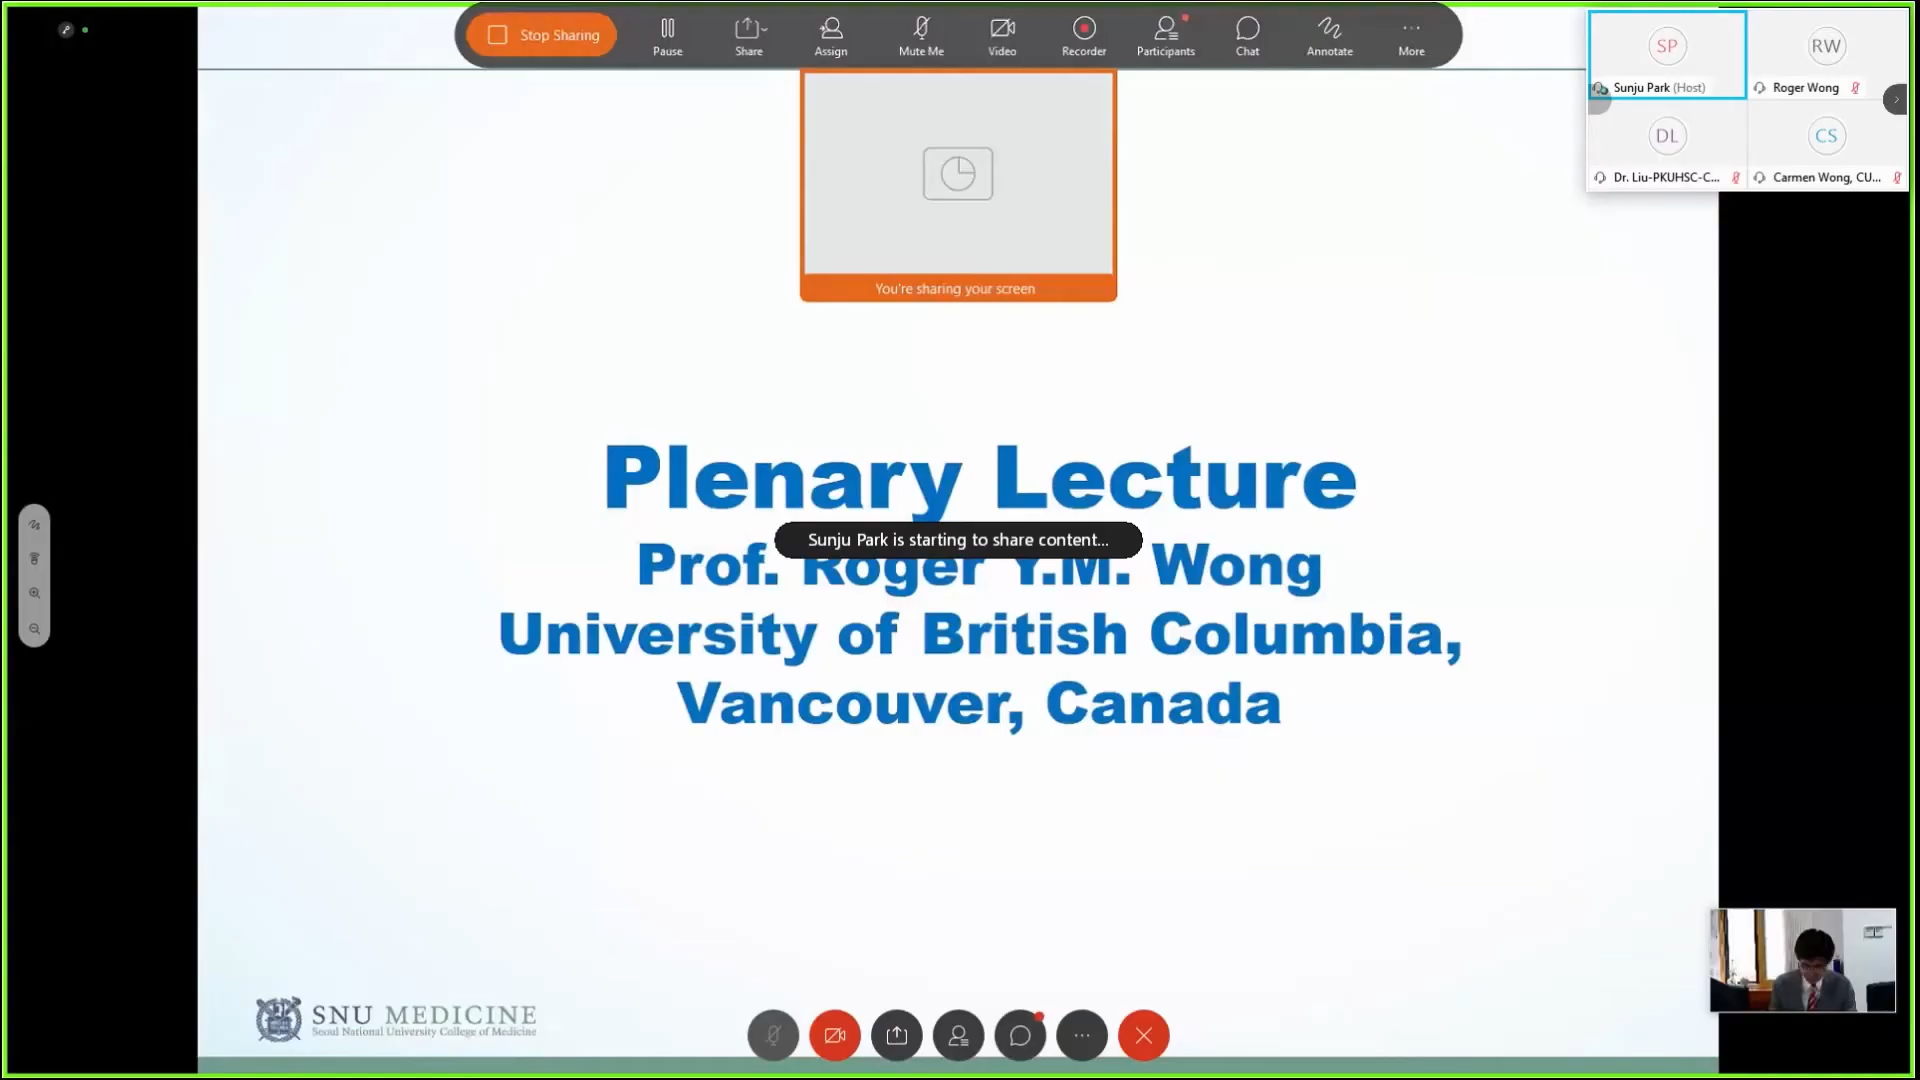 Stop Sharing
Pause
Share
Assign
Mute Me
Video
Recorder
Participants
Chat
Annotate
More
SP
Sunju Park (Host)
RW
Roger Wong
DL
Dr. Liu-PKUHSC-C...
CS
Carmen Wong, CU...
You're sharing your screen
Plenary Lecture
Sunju Park is starting to share content...
Prof. Roger Y.M. Wong
University of British Columbia,
Vancouver, Canada
SNU MEDICINE
Seoul National University College of Medicine